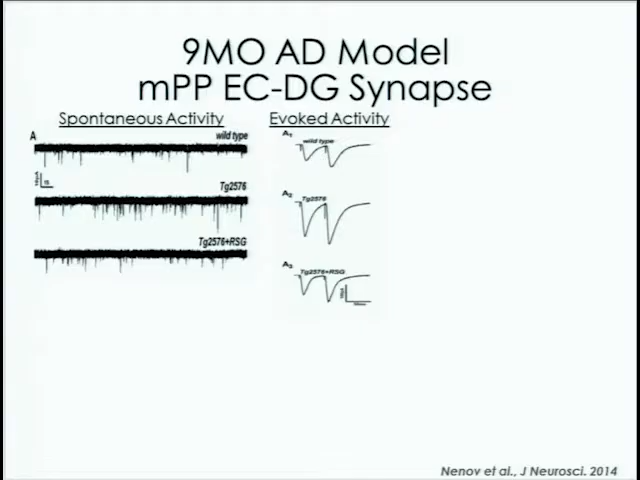 9MO AD Model
mPP EC-DG Synapse
Spontaneous Activity
Evoked Activity
A
wild type
Tg2576
Tg2576+RSG
A1
wild type
A2
Tg2576
A3
Tg2576+RSG
Nenov et al., J Neurosci. 2014